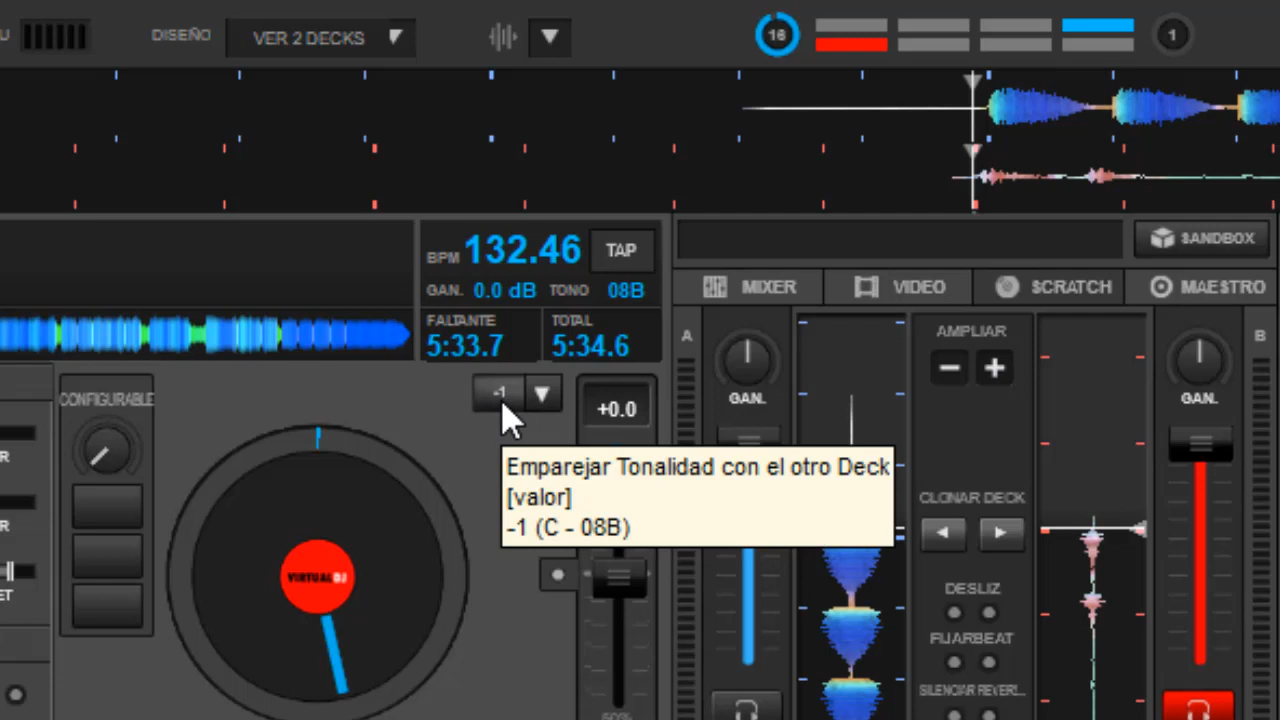 DISEÑO
VER 2 DECKS
16
1
BPM 132.46
TAP
GAN. 0.0 dB TONO 08B
FALTANTE
5:33.7
TOTAL
5:34.6
SANDBOX
MIXER
VIDEO
SCRATCH
MAESTRO
A
GAN.
AMPLIAR
- +
B
GAN.
CONFIGURABLE
-1
+0.0
Emparejar Tonalidad con el otro Deck
[valor]
-1 (C - 08B)
CLONAR DECK
VIRTUALDJ
DESLIZ
FIJARBEAT